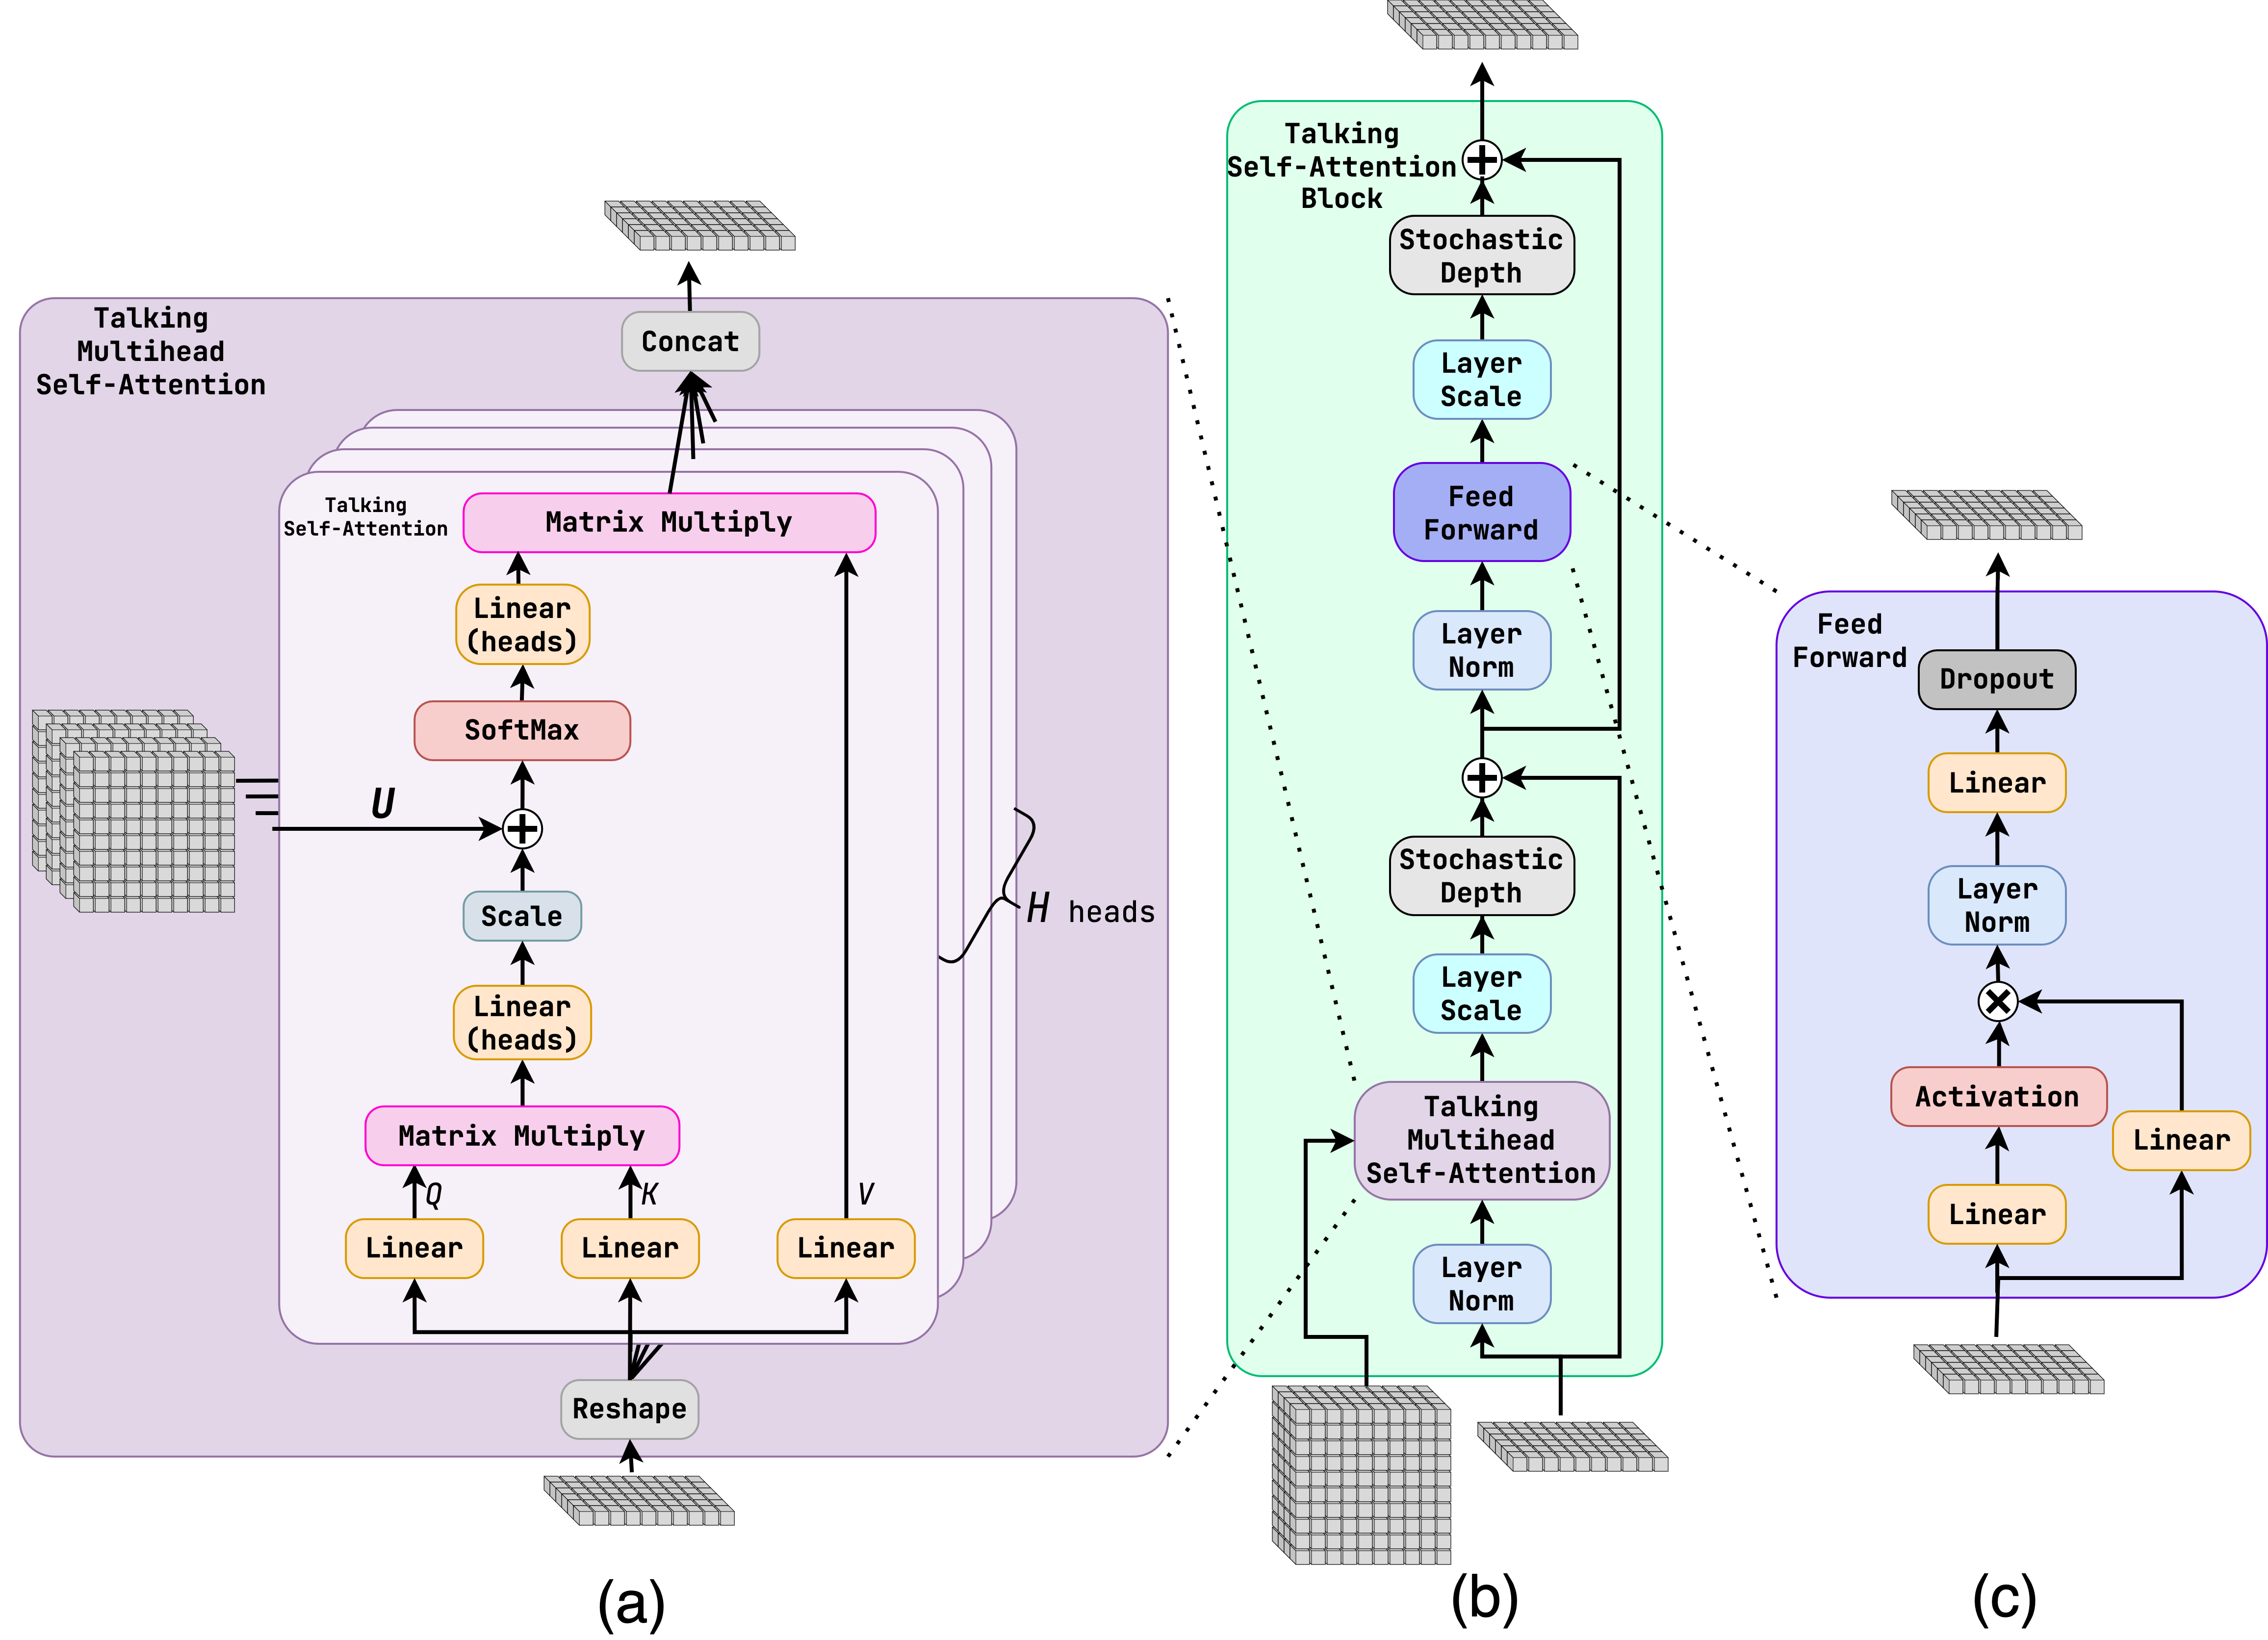 Talking
Multihead
Self-Attention
Concat
Talking
Self-Attention
Matrix Multiply
Linear
(heads)
SoftMax
U
Scale
H heads
Linear
(heads)
Matrix Multiply
Q
K
V
Linear
Linear
Linear
Reshape
(a)
Talking
Self-Attention
Block
Stochastic
Depth
Layer
Scale
Feed
Forward
Layer
Norm
Stochastic
Depth
Layer
Scale
Talking
Multihead
Self-Attention
Layer
Norm
(b)
Feed
Forward
Dropout
Linear
Layer
Norm
Activation
Linear
Linear
(c)